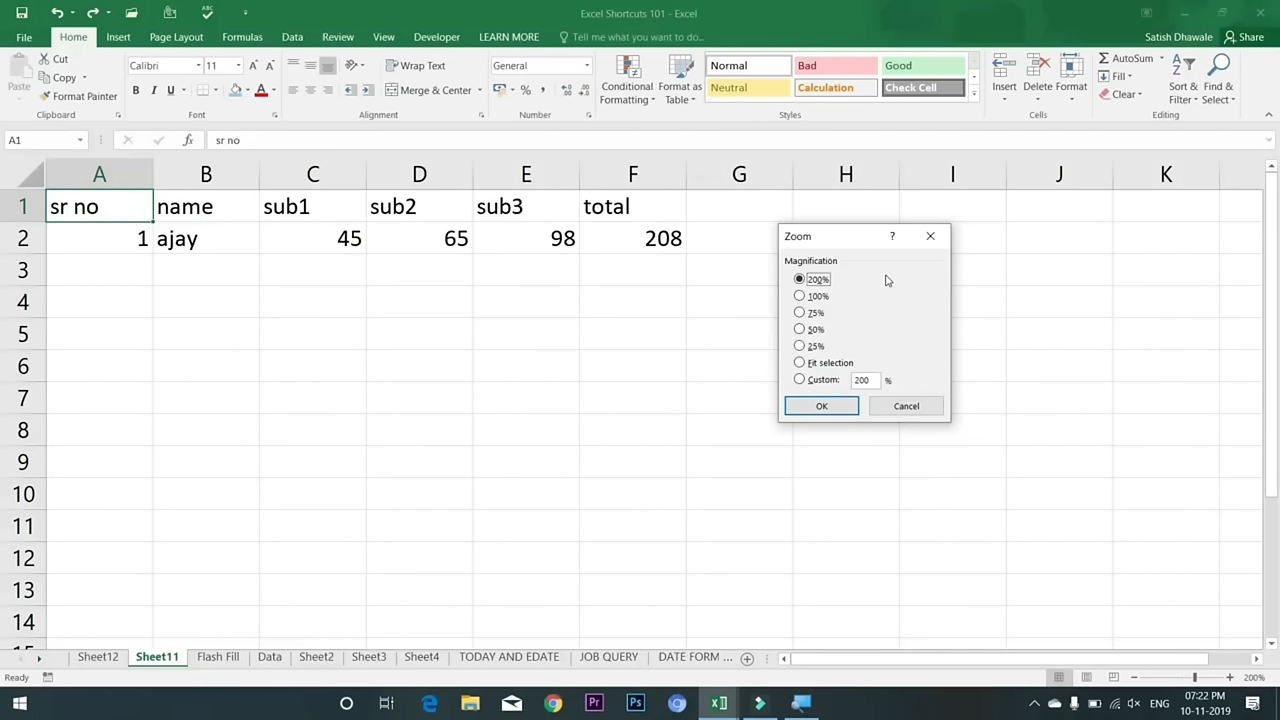 Excel Shortcuts 101 - Excel
File Home Insert Page Layout Formulas Data Review View Developer LEARN MORE Tell me what you want to do... Satish Dhawale Share
Paste Cut Copy Format Painter Clipboard
Calibri 11 B I U A Font
Wrap Text Merge & Center Alignment
General % , Number
Conditional Formatting Format as Table Normal Bad Good Neutral Calculation Check Cell Styles
Insert Delete Format Cells
AutoSum Fill Clear Sort & Filter Find & Select Editing
A1 fx sr no
A B C D E F G H I J K
1 sr no name sub1 sub2 sub3 total
2 1 ajay 45 65 98 208
3
4
5
6
7
8
9
10
11
12
13
14
15
Zoom ? ×
Magnification
200%
100%
75%
50%
25%
Fit selection
Custom: 200 %
OK Cancel
Sheet12 Sheet11 Flash Fill Data Sheet2 Sheet3 Sheet4 TODAY AND EDATE JOB QUERY DATE FORM ...
Ready 200%
Pr Ps ENG 07:22 PM
10-11-2019